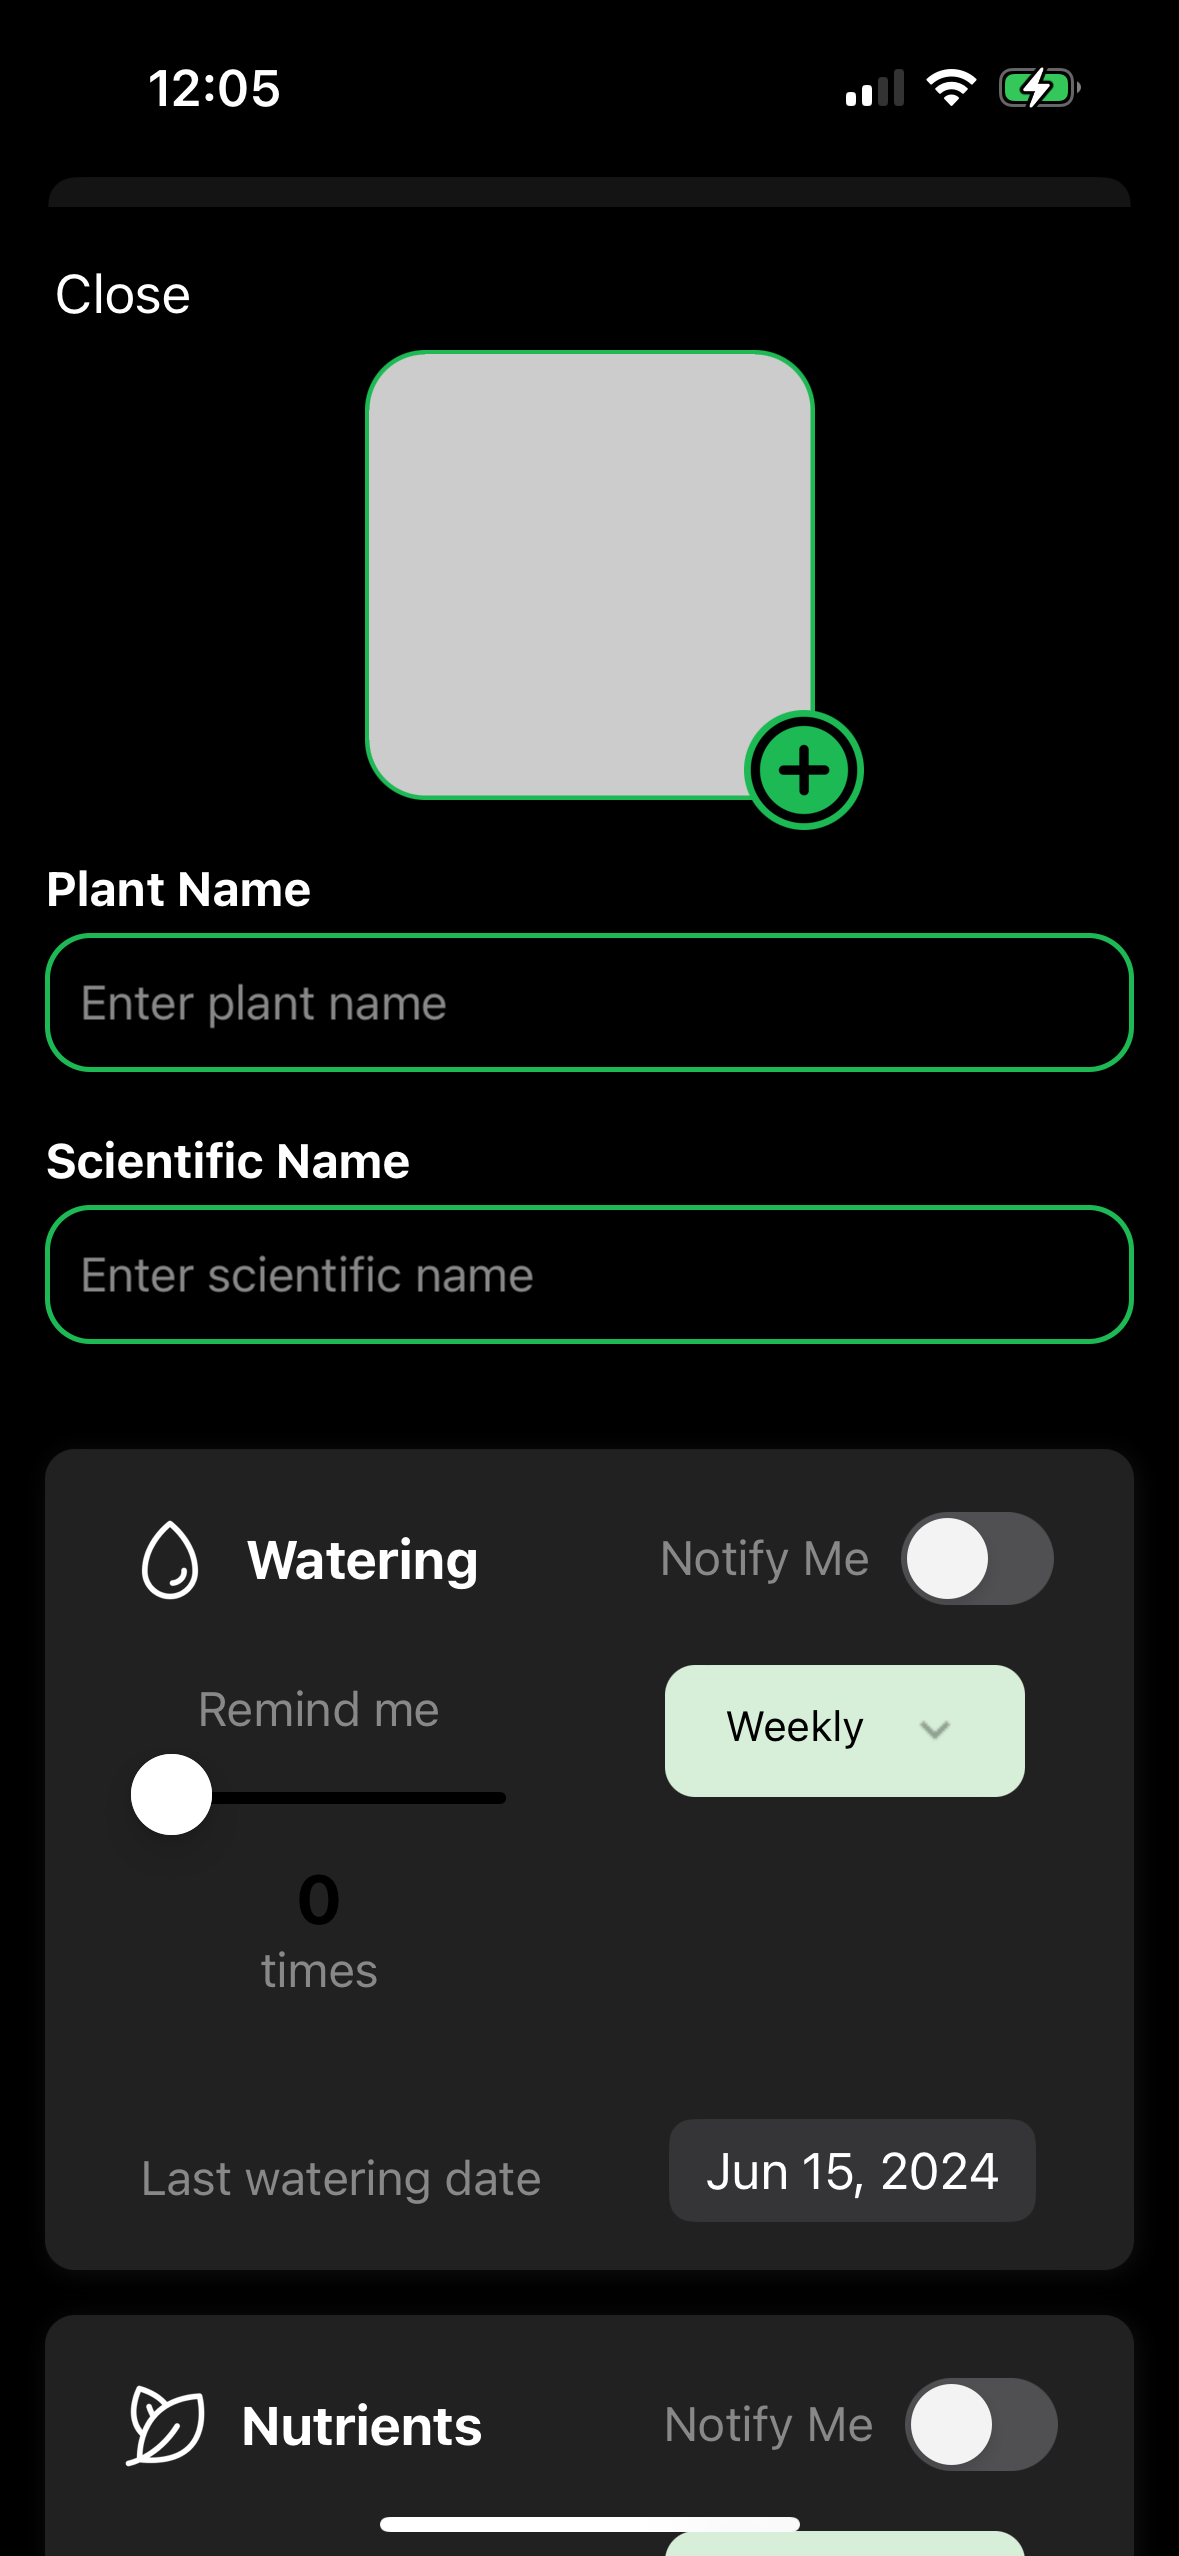 12:05
Close
Plant Name
Enter plant name
Scientific Name
Enter scientific name
Watering
Notify Me
Remind me
Weekly
0
times
Last watering date
Jun 15, 2024
Nutrients
Notify Me